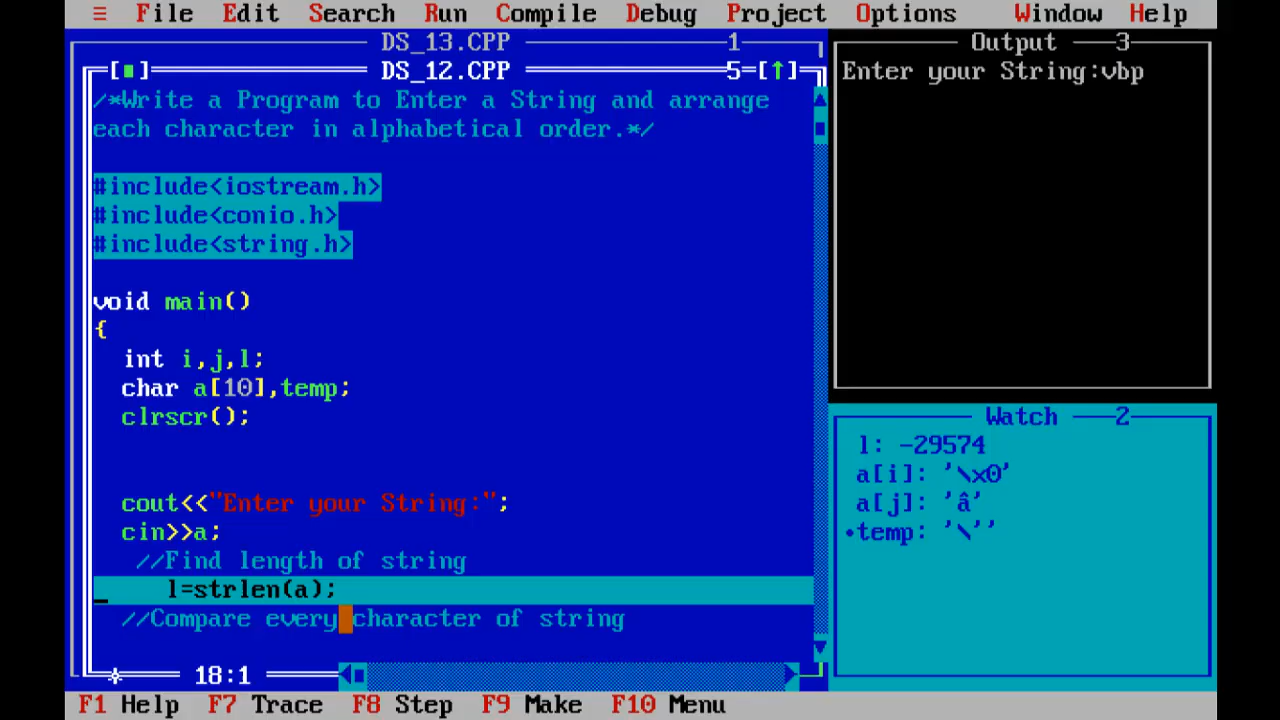 ≡ File Edit Search Run Compile Debug Project Options Window Help
DS_13.CPP 1
[■] DS_12.CPP 5=[↑]
/*Write a Program to Enter a String and arrange
each character in alphabetical order.*/
#include<iostream.h>
#include<conio.h>
#include<string.h>
void main()
{
int i,j,l;
char a[10],temp;
clrscr();
cout<<"Enter your String:";
cin>>a;
//Find length of string
l=strlen(a);
//Compare every character of string
18:1
Output 3
Enter your String:vbp
Watch 2
l: -29574
a[i]: '\x0'
a[j]: 'â'
•temp: '\''
F1 Help F7 Trace F8 Step F9 Make F10 Menu